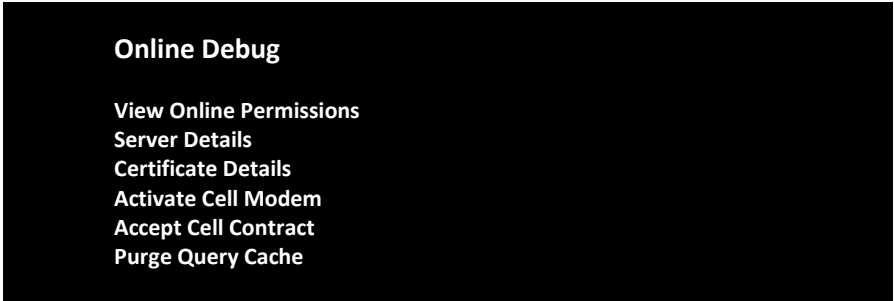 Online Debug
View Online Permissions
Server Details
Certificate Details
Activate Cell Modem
Accept Cell Contract
Purge Query Cache